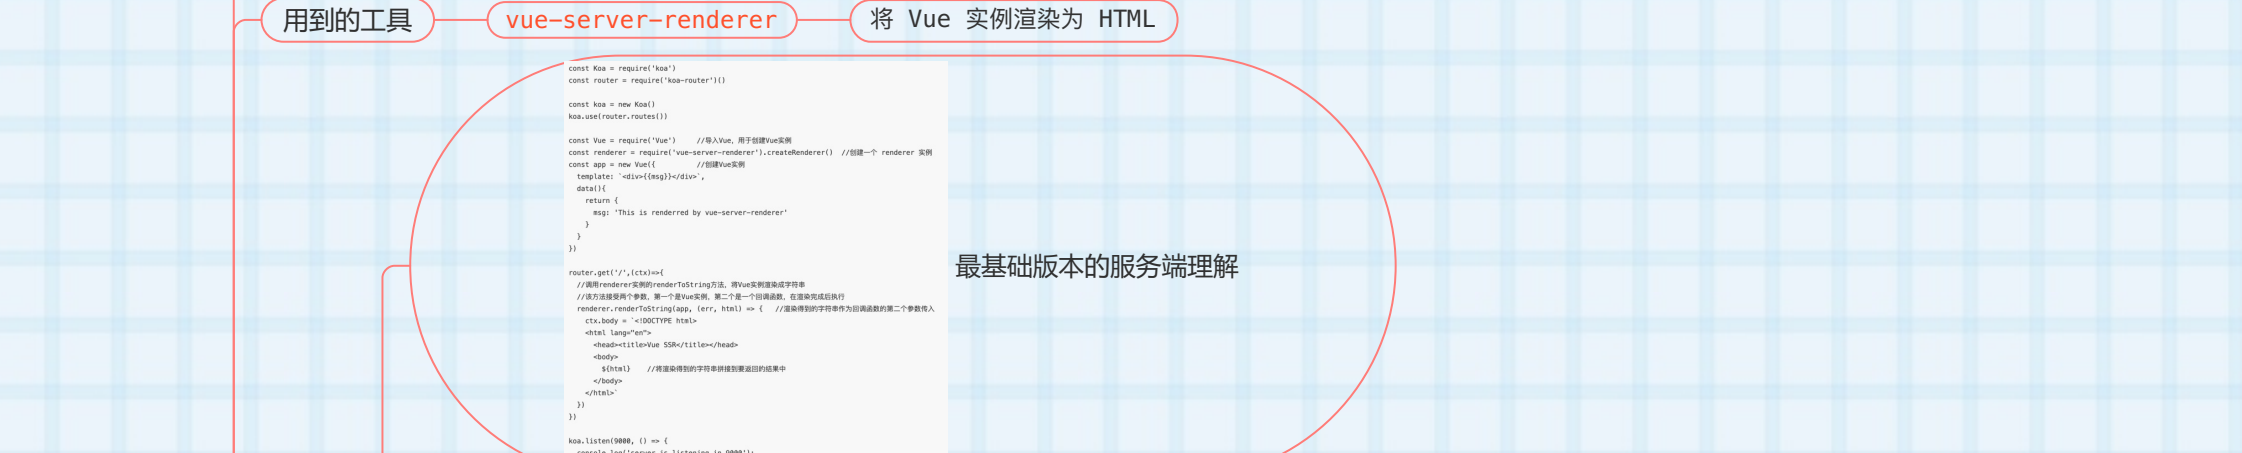 用到的工具
vue-server-renderer
将 Vue 实例渲染为 HTML
const Koa = require('koa')
const router = require('koa-router')()
const koa = new Koa()
koa.use(router.routes())
const Vue = require('Vue')     //导入Vue，用于创建Vue实例
const renderer = require('vue-server-renderer').createRenderer()  //创建一个 renderer 实例
const app = new Vue({          //创建Vue实例
  template: `<div>{{msg}}</div>`,
  data(){
    return {
      msg: 'This is renderred by vue-server-renderer'
    }
  }
})
router.get('/',(ctx)=>{
  //调用renderer实例的renderToString方法，将Vue实例渲染成字符串
  //该方法接受两个参数，第一个是Vue实例，第二个是一个回调函数，在渲染完成后执行
  renderer.renderToString(app, (err, html) => {   //渲染得到的字符串作为回调函数的第二个参数传入
    ctx.body = `<!DOCTYPE html>
    <html lang="en">
      <head><title>Vue SSR</title></head>
      <body>
        ${html}    //将渲染得到的字符串拼接到要返回的结果中
      </body>
    </html>`
  })
})
koa.listen(9000, () => {
  console.log('server is listening in 9000');
最基础版本的服务端理解